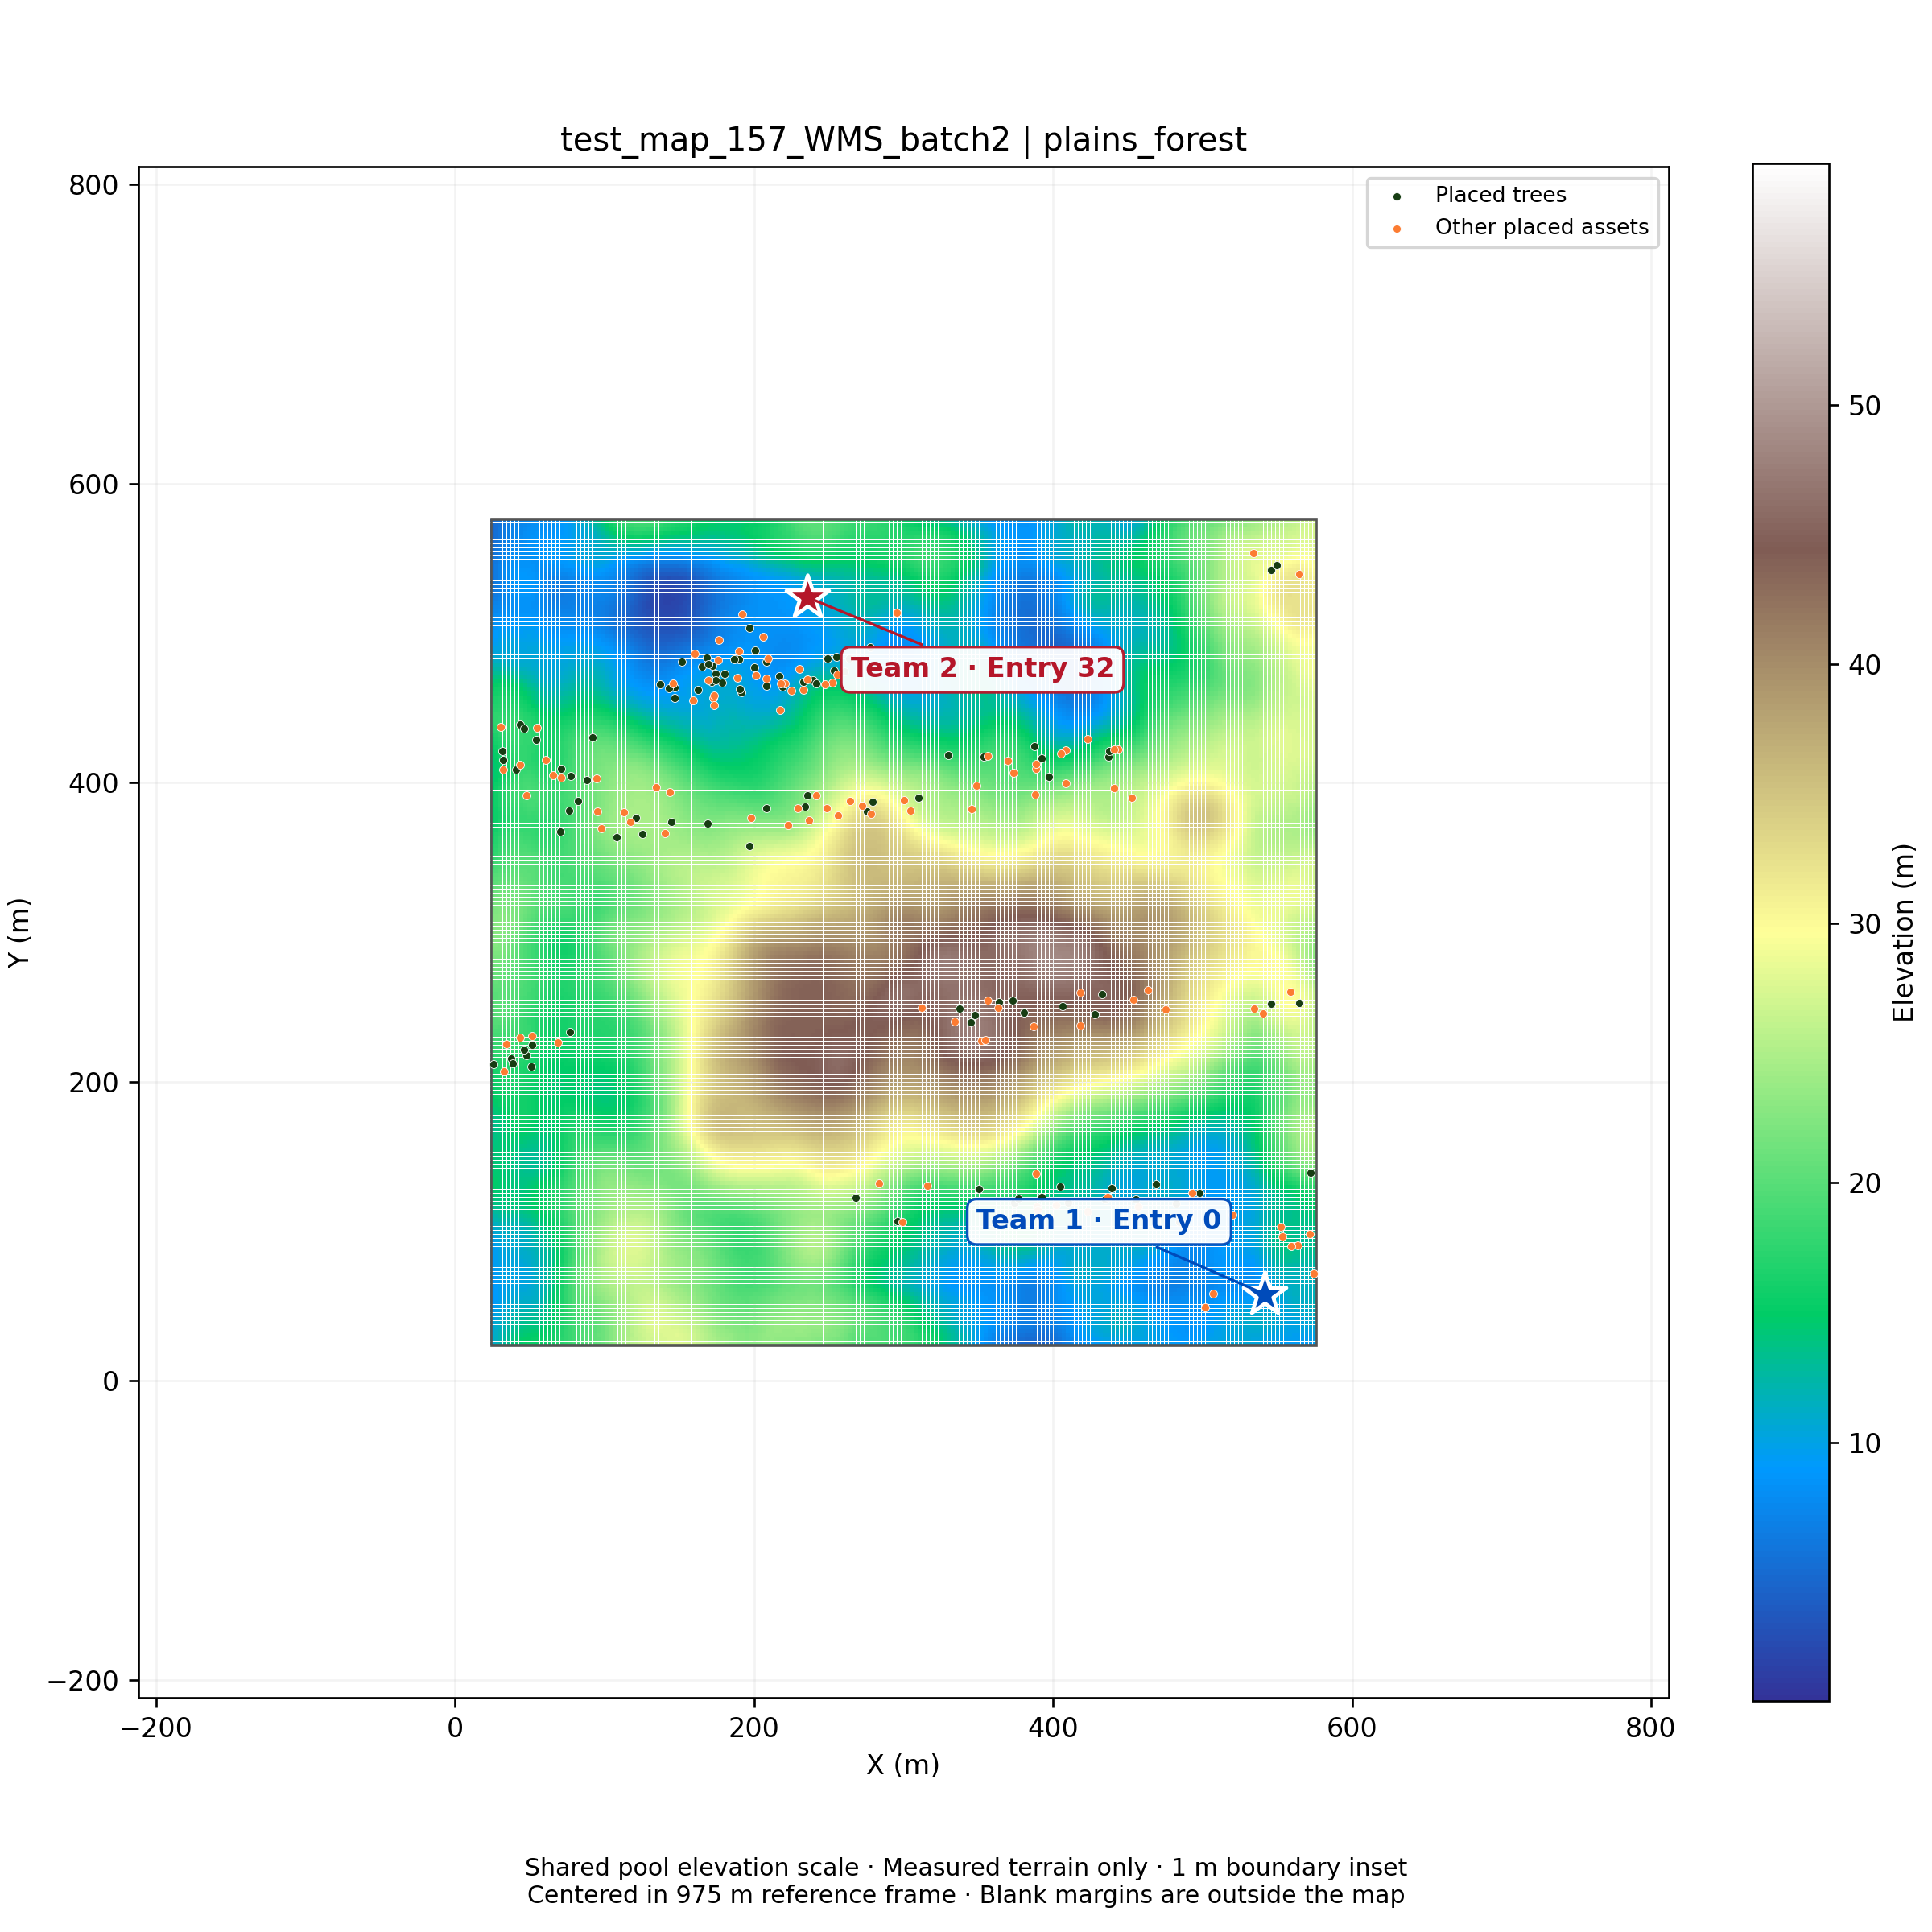 test_map_157_WMS_batch2 | plains_forest
Placed trees
Other placed assets
800
600
400
200
0
−200
−200
0
200
400
600
800
X (m)
Y (m)
Team 2 · Entry 32
Team 1 · Entry 0
50
40
30
20
10
Elevation (m)
Shared pool elevation scale · Measured terrain only · 1 m boundary inset
Centered in 975 m reference frame · Blank margins are outside the map